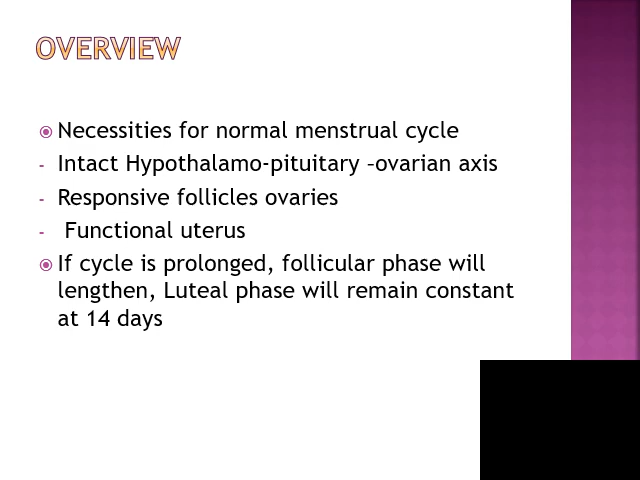 OVERVIEW
Necessities for normal menstrual cycle
- Intact Hypothalamo-pituitary –ovarian axis
- Responsive follicles ovaries
- Functional uterus
If cycle is prolonged, follicular phase will
lengthen, Luteal phase will remain constant
at 14 days